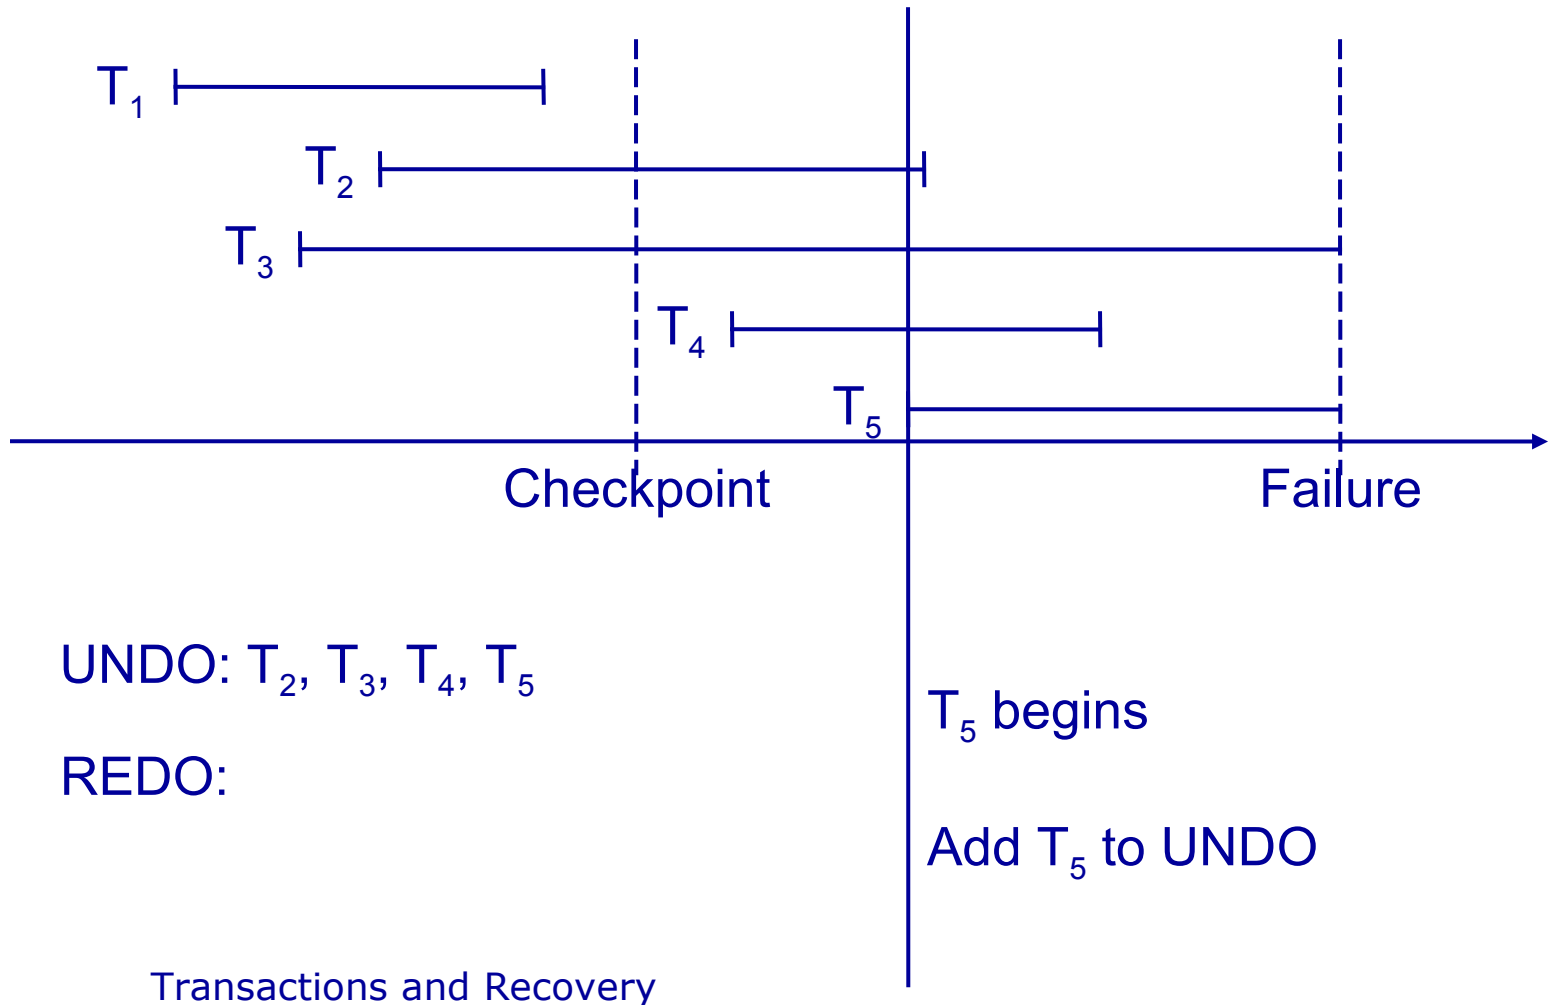 T₁
T₂
T₃
T₄
T₅
Checkpoint
Failure
UNDO: T₂, T₃, T₄, T₅
REDO:
T₅ begins
Add T₅ to UNDO
Transactions and Recovery